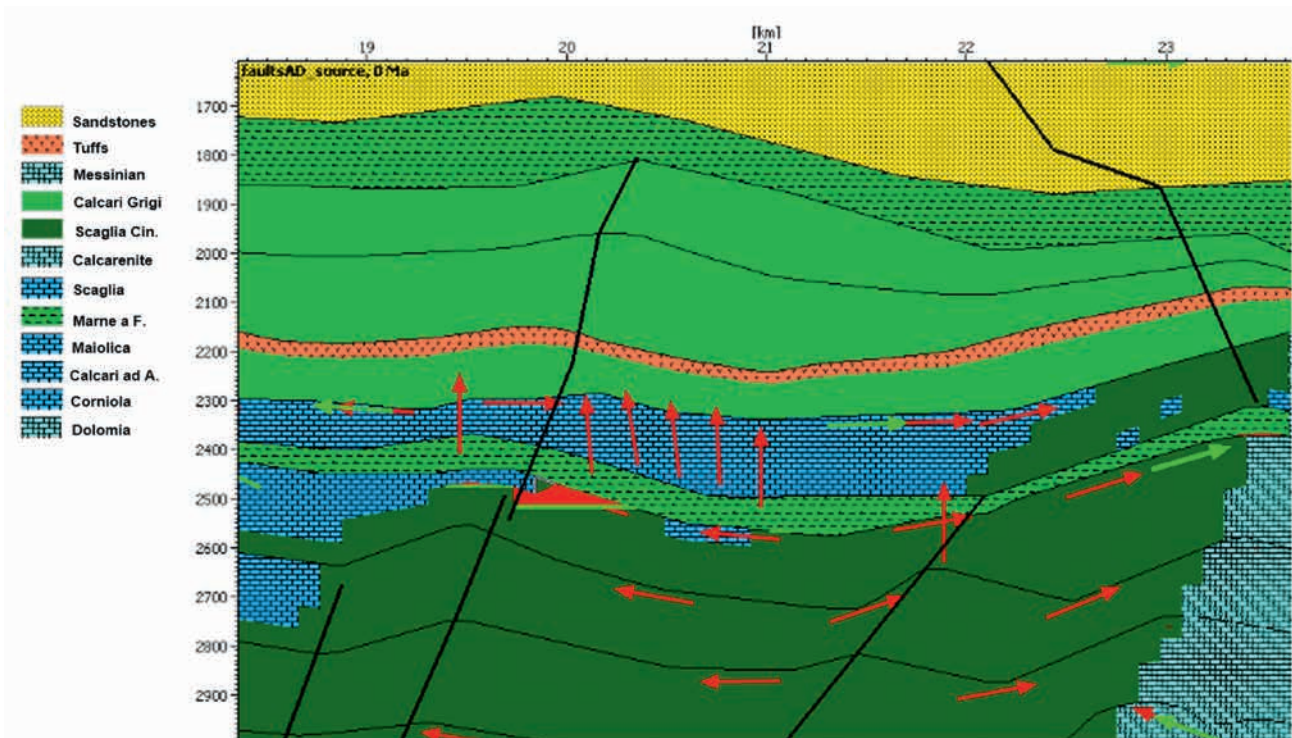 [km]
19 20 21 22 23
faultsAD_source, 0 Ma
1700
1800
1900
2000
2100
2200
2300
2400
2500
2600
2700
2800
2900
Sandstones
Tuffs
Messinian
Calcari Grigi
Scaglia Cin.
Calcarenite
Scaglia
Marne a F.
Maiolica
Calcari ad A.
Corniola
Dolomia